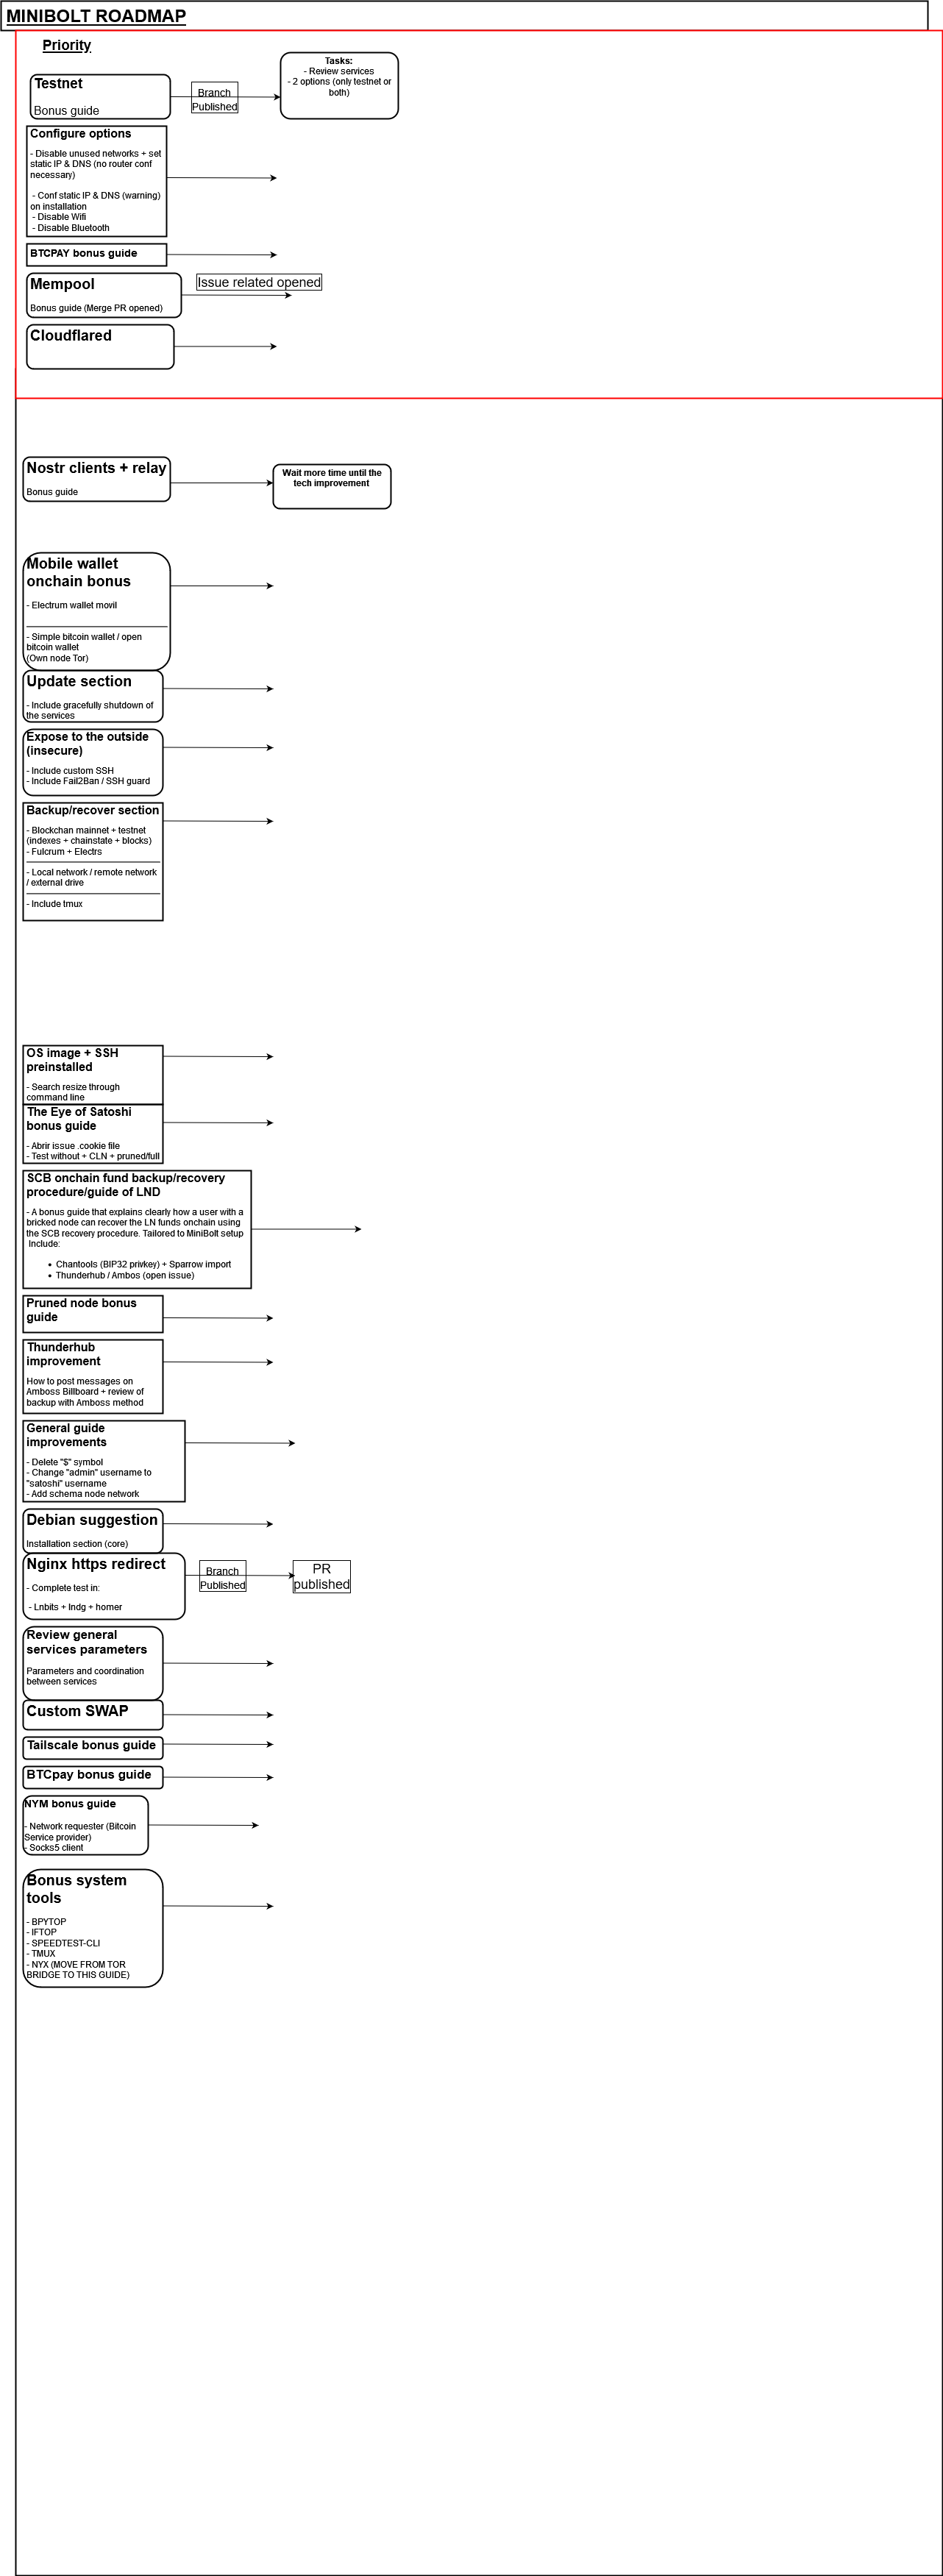 MINIBOLT ROADMAP
Priority
Testnet
Bonus guide
Branch
Published
Tasks:
- Review services
- 2 options (only testnet or
both)
Configure options
- Disable unused networks + set
static IP & DNS (no router conf
necessary)
- Conf static IP & DNS (warning)
on installation
- Disable Wifi
- Disable Bluetooth
BTCPAY bonus guide
Mempool
Bonus guide (Merge PR opened)
Issue related opened
Cloudflared
Nostr clients + relay
Bonus guide
Wait more time until the
tech improvement
Mobile wallet
onchain bonus
- Electrum wallet movil
- Simple bitcoin wallet / open
bitcoin wallet
(Own node Tor)
Update section
- Include gracefully shutdown of
the services
Expose to the outside
(insecure)
- Include custom SSH
- Include Fail2Ban / SSH guard
Backup/recover section
- Blockchan mainnet + testnet
(indexes + chainstate + blocks)
- Fulcrum + Electrs
- Local network / remote network
/ external drive
- Include tmux
OS image + SSH
preinstalled
- Search resize through
command line
The Eye of Satoshi
bonus guide
- Abrir issue .cookie file
- Test without + CLN + pruned/full
SCB onchain fund backup/recovery
procedure/guide of LND
- A bonus guide that explains clearly how a user with a
bricked node can recover the LN funds onchain using
the SCB recovery procedure. Tailored to MiniBolt setup
Include:
• Chantools (BIP32 privkey) + Sparrow import
• Thunderhub / Ambos (open issue)
Pruned node bonus
guide
Thunderhub
improvement
How to post messages on
Amboss Billboard + review of
backup with Amboss method
General guide
improvements
- Delete "$" symbol
- Change "admin" username to
"satoshi" username
- Add schema node network
Debian suggestion
Installation section (core)
Nginx https redirect
- Complete test in:
- Lnbits + lndg + homer
Branch
Published
PR
published
Review general
services parameters
Parameters and coordination
between services
Custom SWAP
Tailscale bonus guide
BTCpay bonus guide
NYM bonus guide
- Network requester (Bitcoin
Service provider)
- Socks5 client
Bonus system
tools
- BPYTOP
- IFTOP
- SPEEDTEST-CLI
- TMUX
- NYX (MOVE FROM TOR
BRIDGE TO THIS GUIDE)